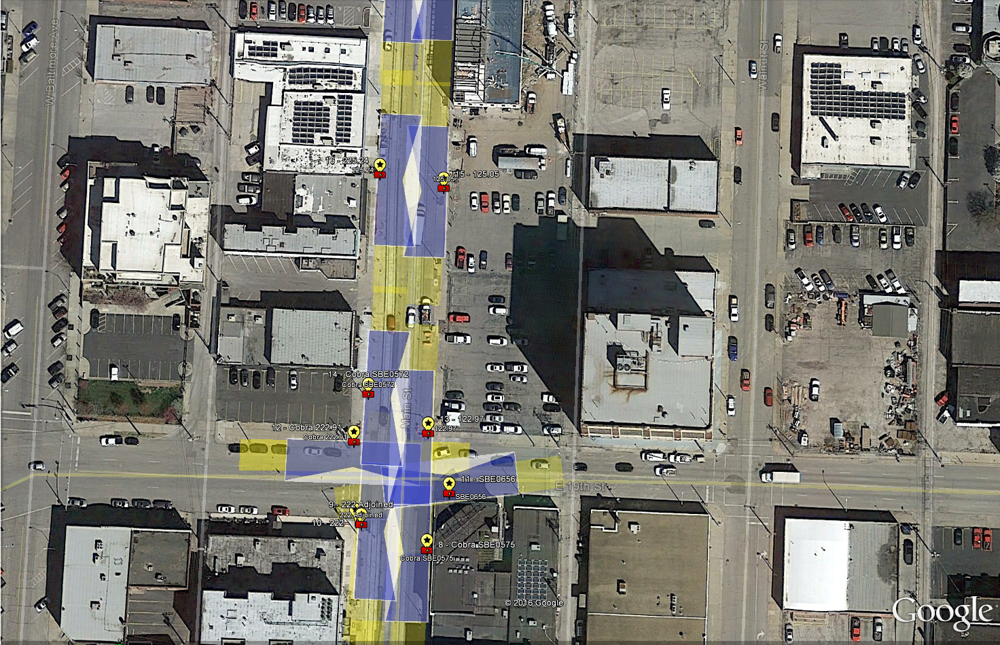 W Baltimore Ave
Walnut St
16 - 225.24
225.24
15 - 125.05
125.05
14 - Cobra SBE0572
Cobra SBE0572
Main St
13 - 122.97
122.97
12 - Cobra 222.91
Cobra 222.91
11 - SBE0656
SBE0656
E 19th St
9 - 222 Adjoined
222 Adjoined
10 - 222
8 - Cobra SBE0575
Cobra SBE0575
© 2016 Google
Google